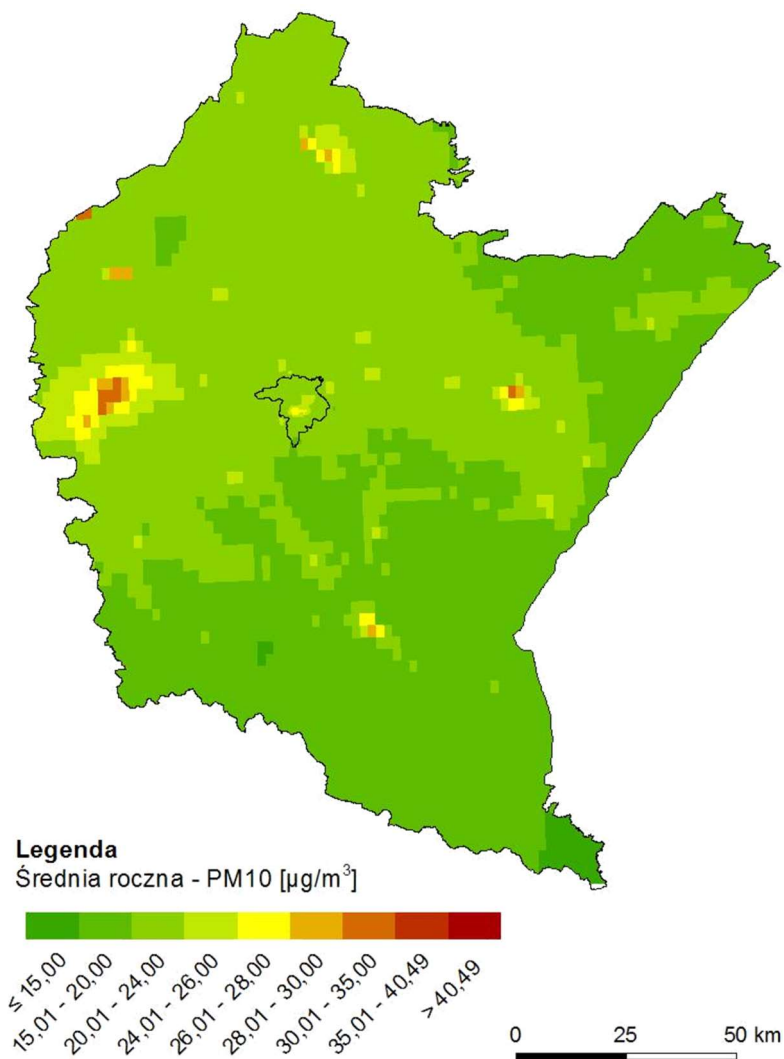 Legenda
Średnia roczna - PM10 [µg/m³]
≤ 15,00
15,01 - 20,00
20,01 - 24,00
24,01 - 26,00
26,01 - 28,00
28,01 - 30,00
30,01 - 35,00
35,01 - 40,49
> 40,49
0 25 50 km